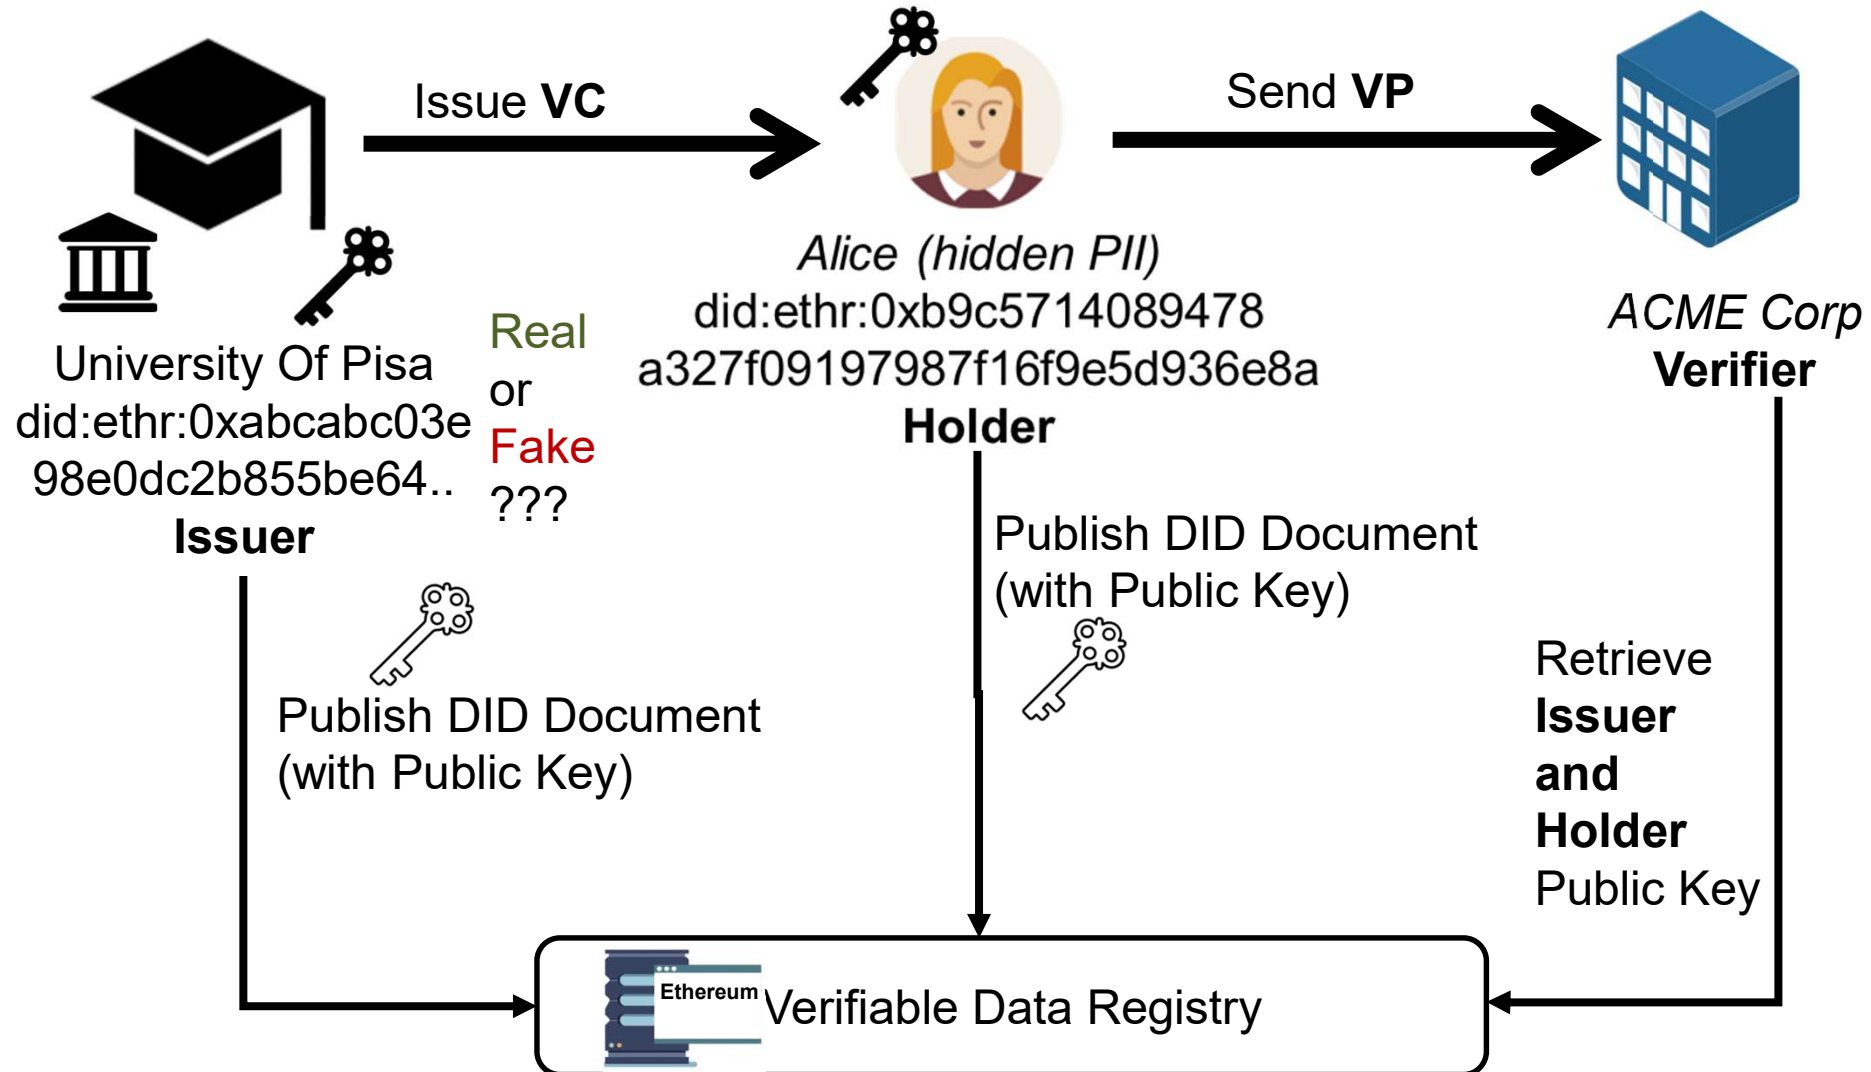 Issue VC
Send VP
University Of Pisa
did:ethr:0xabcabc03e
98e0dc2b855be64..
Issuer
Real
or
Fake
???
Alice (hidden PII)
did:ethr:0xb9c5714089478
a327f09197987f16f9e5d936e8a
Holder
ACME Corp
Verifier
Publish DID Document
(with Public Key)
Publish DID Document
(with Public Key)
Retrieve
Issuer
and
Holder
Public Key
Ethereum
Verifiable Data Registry